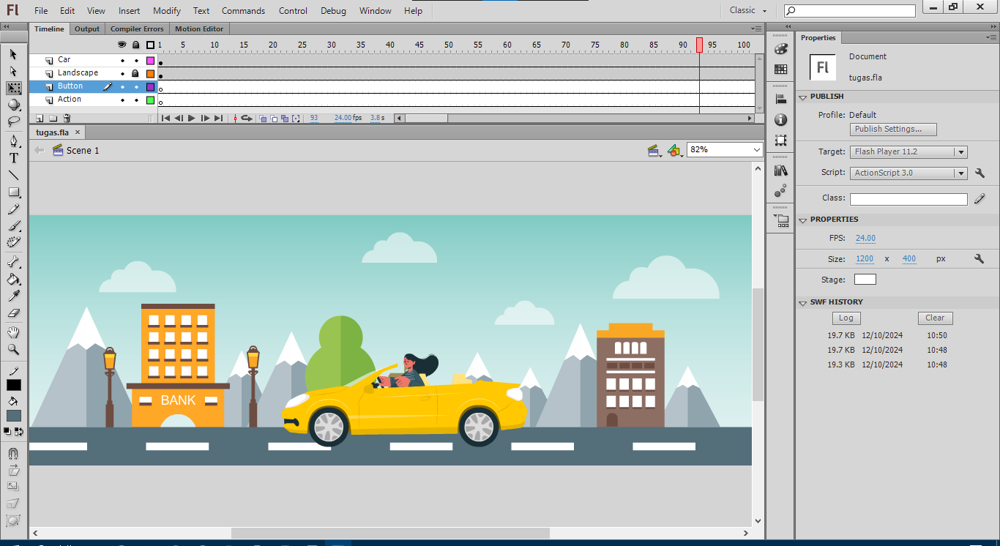 Fl File Edit View Insert Modify Text Commands Control Debug Window Help Classic
Timeline Output Compiler Errors Motion Editor
1 5 10 15 20 25 30 35 40 45 50 55 60 65 70 75 80 85 90 95 100
Car
Landscape
Button
Action
93 24.00 fps 3.8 s
tugas.fla
Scene 1
82%
BANK
T
Properties
Fl
Document
tugas.fla
PUBLISH
Profile: Default
Publish Settings...
Target: Flash Player 11.2
Script: ActionScript 3.0
Class:
PROPERTIES
FPS: 24.00
Size: 1200 x 400 px
Stage:
SWF HISTORY
Log Clear
19.7 KB 12/10/2024 10:50
19.7 KB 12/10/2024 10:48
19.3 KB 12/10/2024 10:48